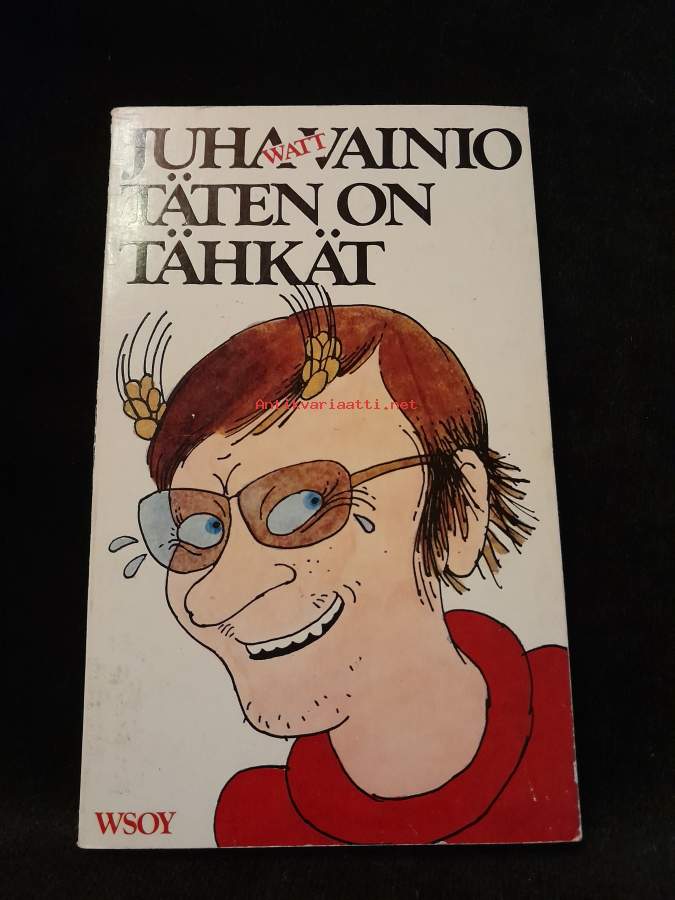 JUHA WATT VAINIO
TÄTEN ON
TÄHKÄT
Antikvariaatti.net
WSOY